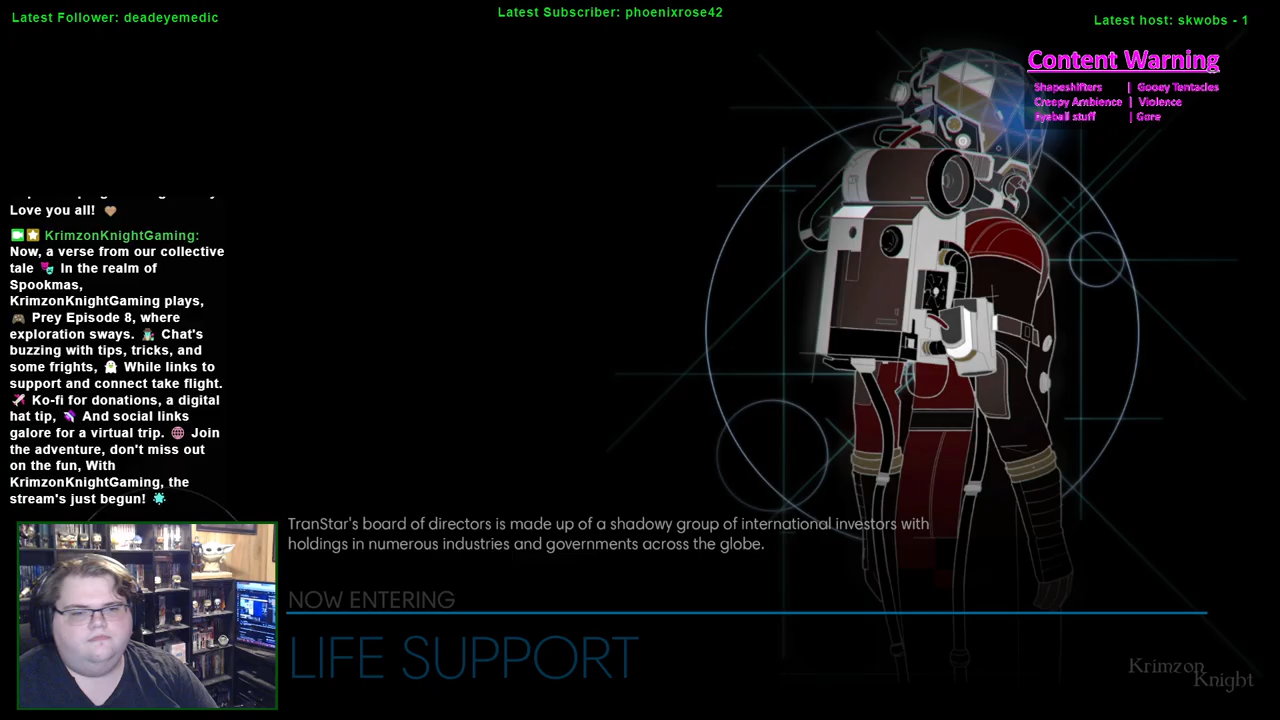 Latest Follower: deadeyemedic
Latest Subscriber: phoenixrose42
Latest host: skwobs - 1
Content Warning
Shapeshifters | Gooey Tentacles
Creepy Ambience | Violence
Eyeball stuff | Gore
Love you all! 🤎
KrimzonKnightGaming:
Now, a verse from our collective
tale 🎭 In the realm of
Spookmas,
KrimzonKnightGaming plays,
🎮 Prey Episode 8, where
exploration sways. Chat's
buzzing with tips, tricks, and
some frights, 👻 While links to
support and connect take flight.
🚀 Ko-fi for donations, a digital
hat tip, And social links
galore for a virtual trip. 🌐 Join
the adventure, don't miss out
on the fun, With
KrimzonKnightGaming, the
stream's just begun! 🌟
TranStar's board of directors is made up of a shadowy group of international investors with
holdings in numerous industries and governments across the globe.
NOW ENTERING
LIFE SUPPORT
Krimzon
Knight